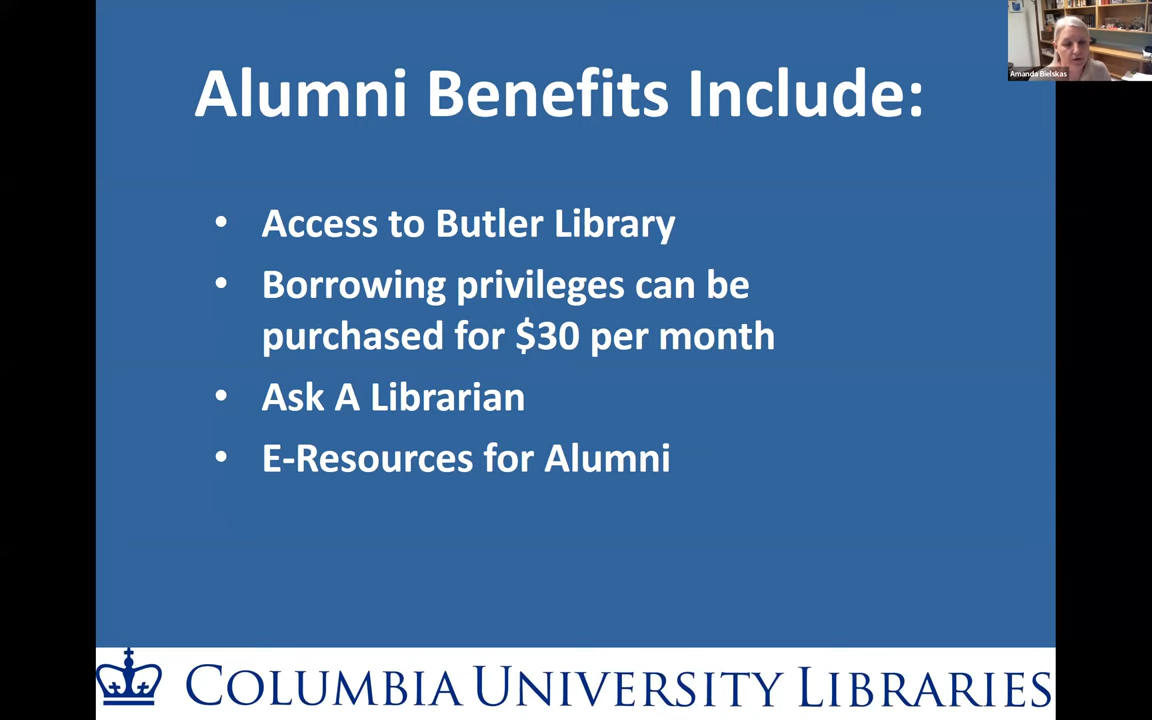 Alumni Benefits Include:
Amanda Bielskas
• Access to Butler Library
• Borrowing privileges can be
purchased for $30 per month
• Ask A Librarian
• E-Resources for Alumni
COLUMBIA UNIVERSITY LIBRARIES